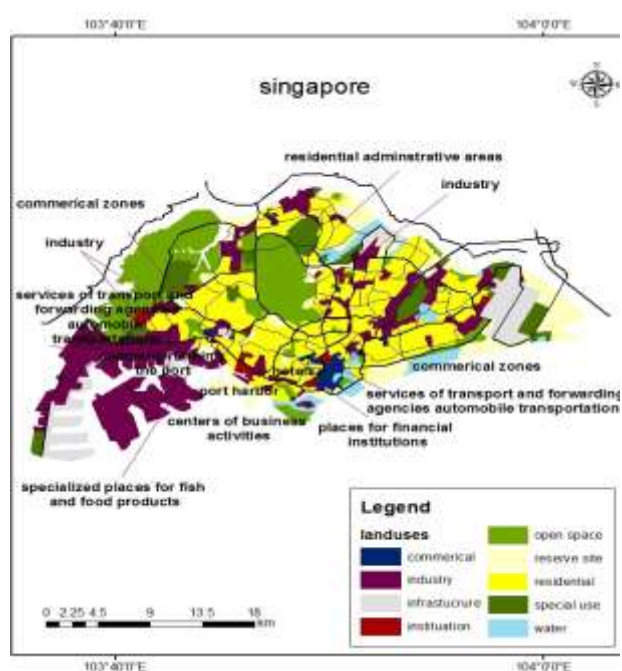 103°40'0"E
104°0'0"E
singapore
residential adminstrative areas
industry
commerical zones
industry
services of transport and
forwarding agencies
automobile
the port
hotels
port harbor
commerical zones
services of transport and forwarding
agencies automobile transportation
centers of business
activities
places for financial
institutions
specialized places for fish
and food products
Legend
landuses
commerical
industry
infrastucrure
instituation
open space
reserve site
residential
special use
water
0 2.25 4.5 9 13.5 18
km
103°40'0"E
104°0'0"E